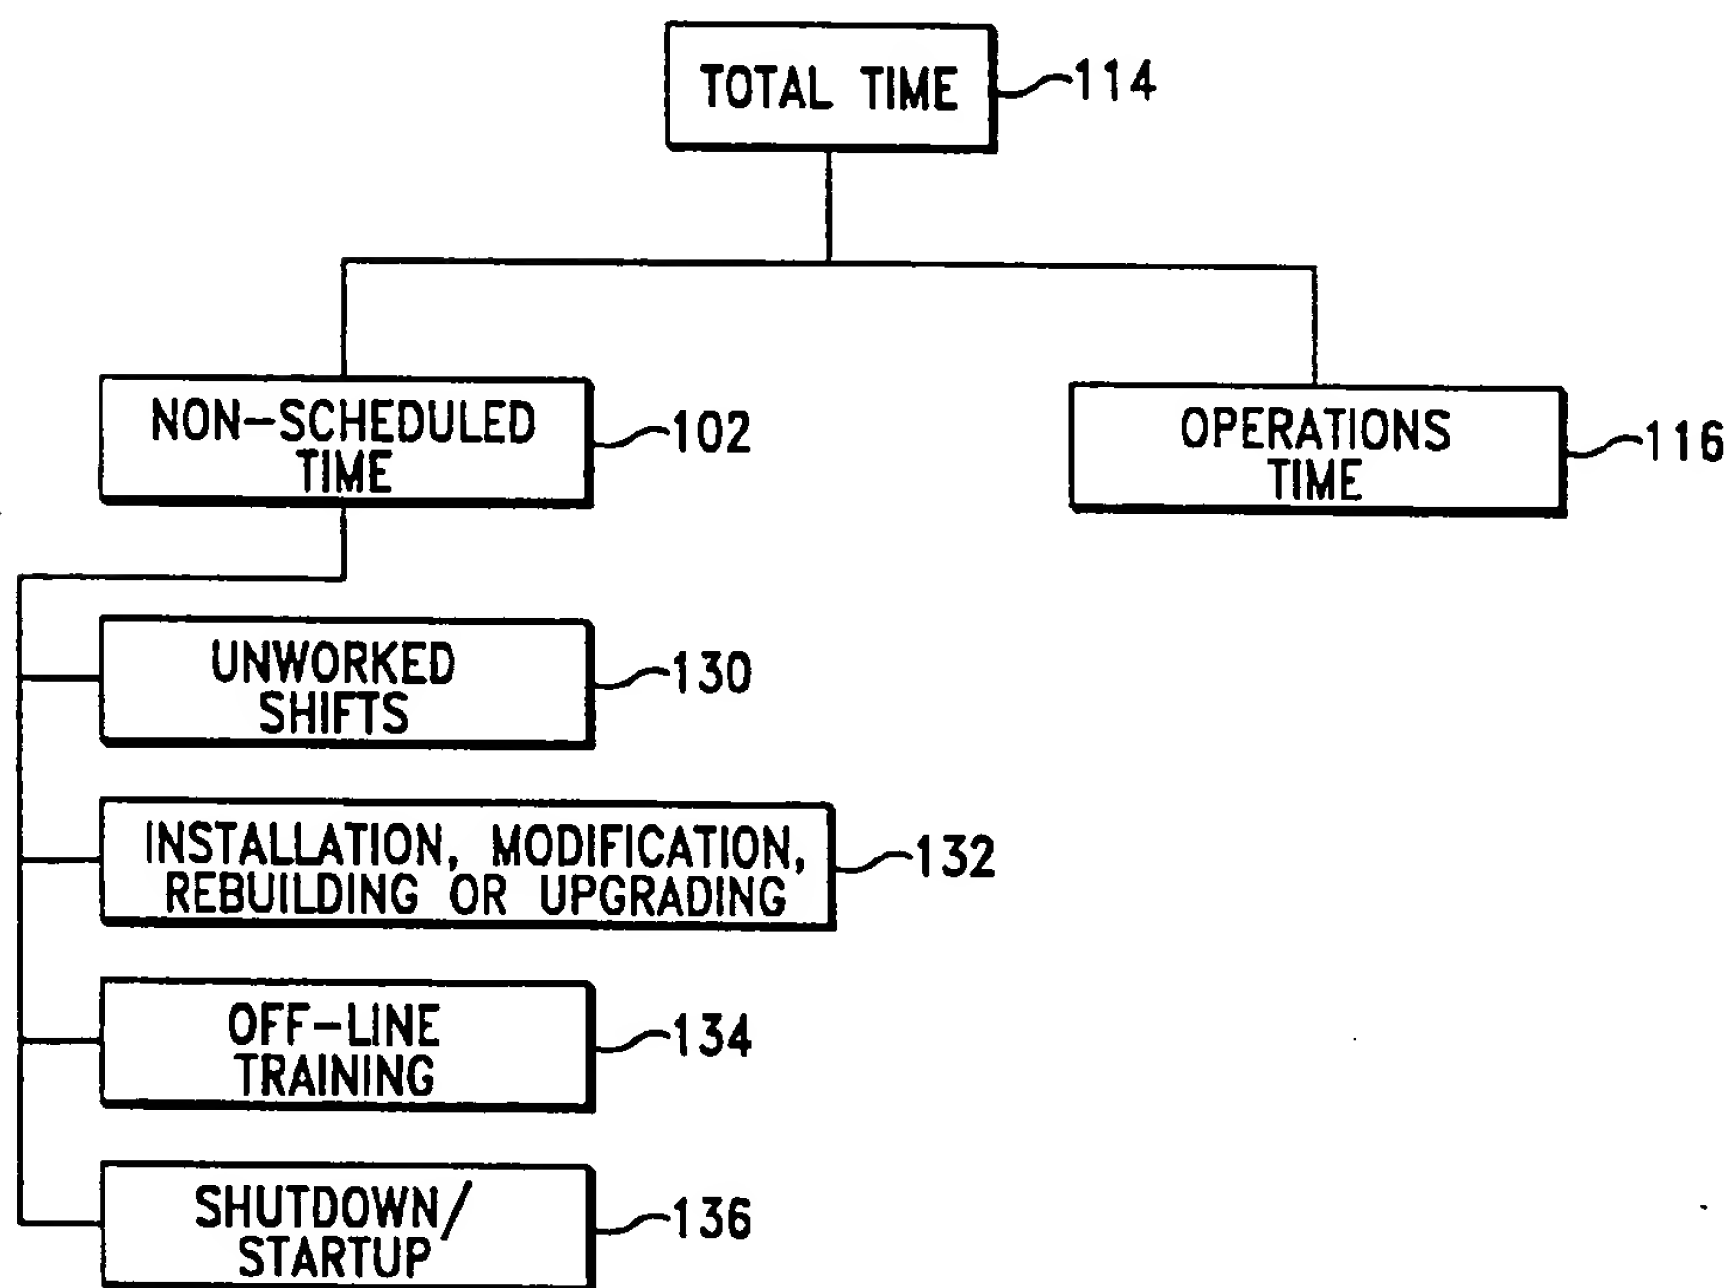 TOTAL TIME
114
NON-SCHEDULED
TIME
102
OPERATIONS
TIME
116
UNWORKED
SHIFTS
130
INSTALLATION, MODIFICATION,
REBUILDING OR UPGRADING
132
OFF-LINE
TRAINING
134
SHUTDOWN/
STARTUP
136